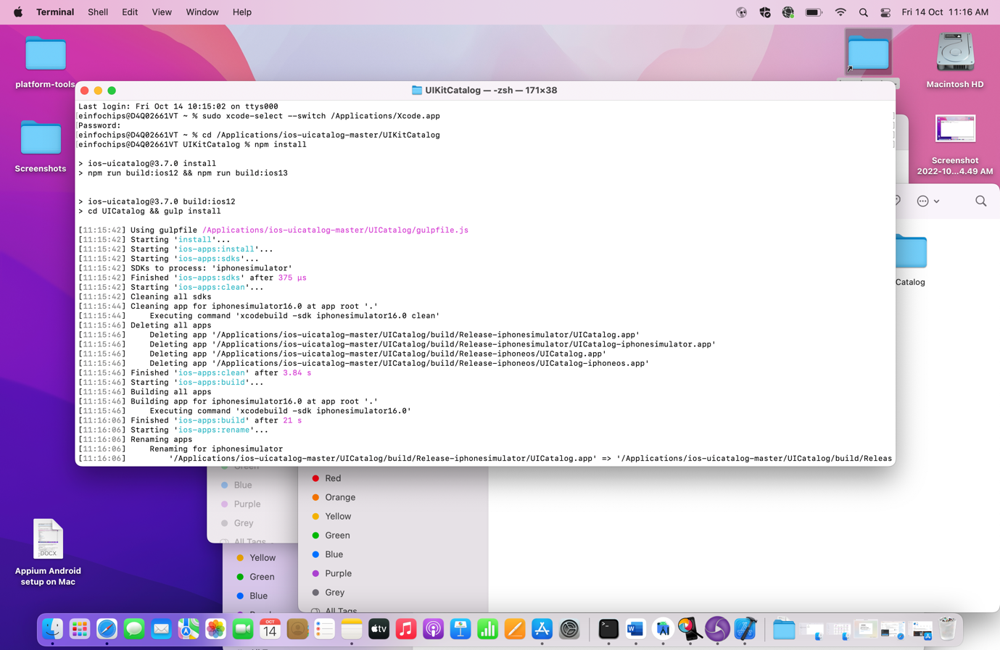 Terminal Shell Edit View Window Help Fri 14 Oct 11:16 AM
platform-tools
Macintosh HD
UIKitCatalog — -zsh — 171×38
Last login: Fri Oct 14 10:15:02 on ttys000
[einfochips@D4Q02661VT ~ % sudo xcode-select --switch /Applications/Xcode.app ]
[Password: ]
[einfochips@D4Q02661VT ~ % cd /Applications/ios-uicatalog-master/UIKitCatalog ]
[einfochips@D4Q02661VT UIKitCatalog % npm install ]
> ios-uicatalog@3.7.0 install
> npm run build:ios12 && npm run build:ios13
> ios-uicatalog@3.7.0 build:ios12
> cd UICatalog && gulp install
[11:15:42] Using gulpfile /Applications/ios-uicatalog-master/UICatalog/gulpfile.js
[11:15:42] Starting 'install'...
[11:15:42] Starting 'ios-apps:install'...
[11:15:42] Starting 'ios-apps:sdks'...
[11:15:42] SDKs to process: 'iphonesimulator'
[11:15:42] Finished 'ios-apps:sdks' after 375 μs
[11:15:42] Starting 'ios-apps:clean'...
[11:15:42] Cleaning all sdks
[11:15:44] Cleaning app for iphonesimulator16.0 at app root '.'
[11:15:44] Executing command 'xcodebuild -sdk iphonesimulator16.0 clean'
[11:15:46] Deleting all apps
[11:15:46] Deleting app '/Applications/ios-uicatalog-master/UICatalog/build/Release-iphonesimulator/UICatalog.app'
[11:15:46] Deleting app '/Applications/ios-uicatalog-master/UICatalog/build/Release-iphonesimulator/UICatalog-iphonesimulator.app'
[11:15:46] Deleting app '/Applications/ios-uicatalog-master/UICatalog/build/Release-iphoneos/UICatalog.app'
[11:15:46] Deleting app '/Applications/ios-uicatalog-master/UICatalog/build/Release-iphoneos/UICatalog-iphoneos.app'
[11:15:46] Finished 'ios-apps:clean' after 3.84 s
[11:15:46] Starting 'ios-apps:build'...
[11:15:46] Building all apps
[11:15:46] Building app for iphonesimulator16.0 at app root '.'
[11:15:46] Executing command 'xcodebuild -sdk iphonesimulator16.0'
[11:16:06] Finished 'ios-apps:build' after 21 s
[11:16:06] Starting 'ios-apps:rename'...
[11:16:06] Renaming apps
[11:16:06] Renaming for iphonesimulator
[11:16:06] '/Applications/ios-uicatalog-master/UICatalog/build/Release-iphonesimulator/UICatalog.app' => '/Applications/ios-uicatalog-master/UICatalog/build/Releas
Screenshots
Screenshot
2022-10...4.49 AM
Catalog
Green
Blue
Purple
Grey
All Tags
Yellow
Green
Blue
Red
Orange
Yellow
Green
Blue
Purple
Grey
All Tags
DOCX
Appium Android
setup on Mac
OCT
14
tv